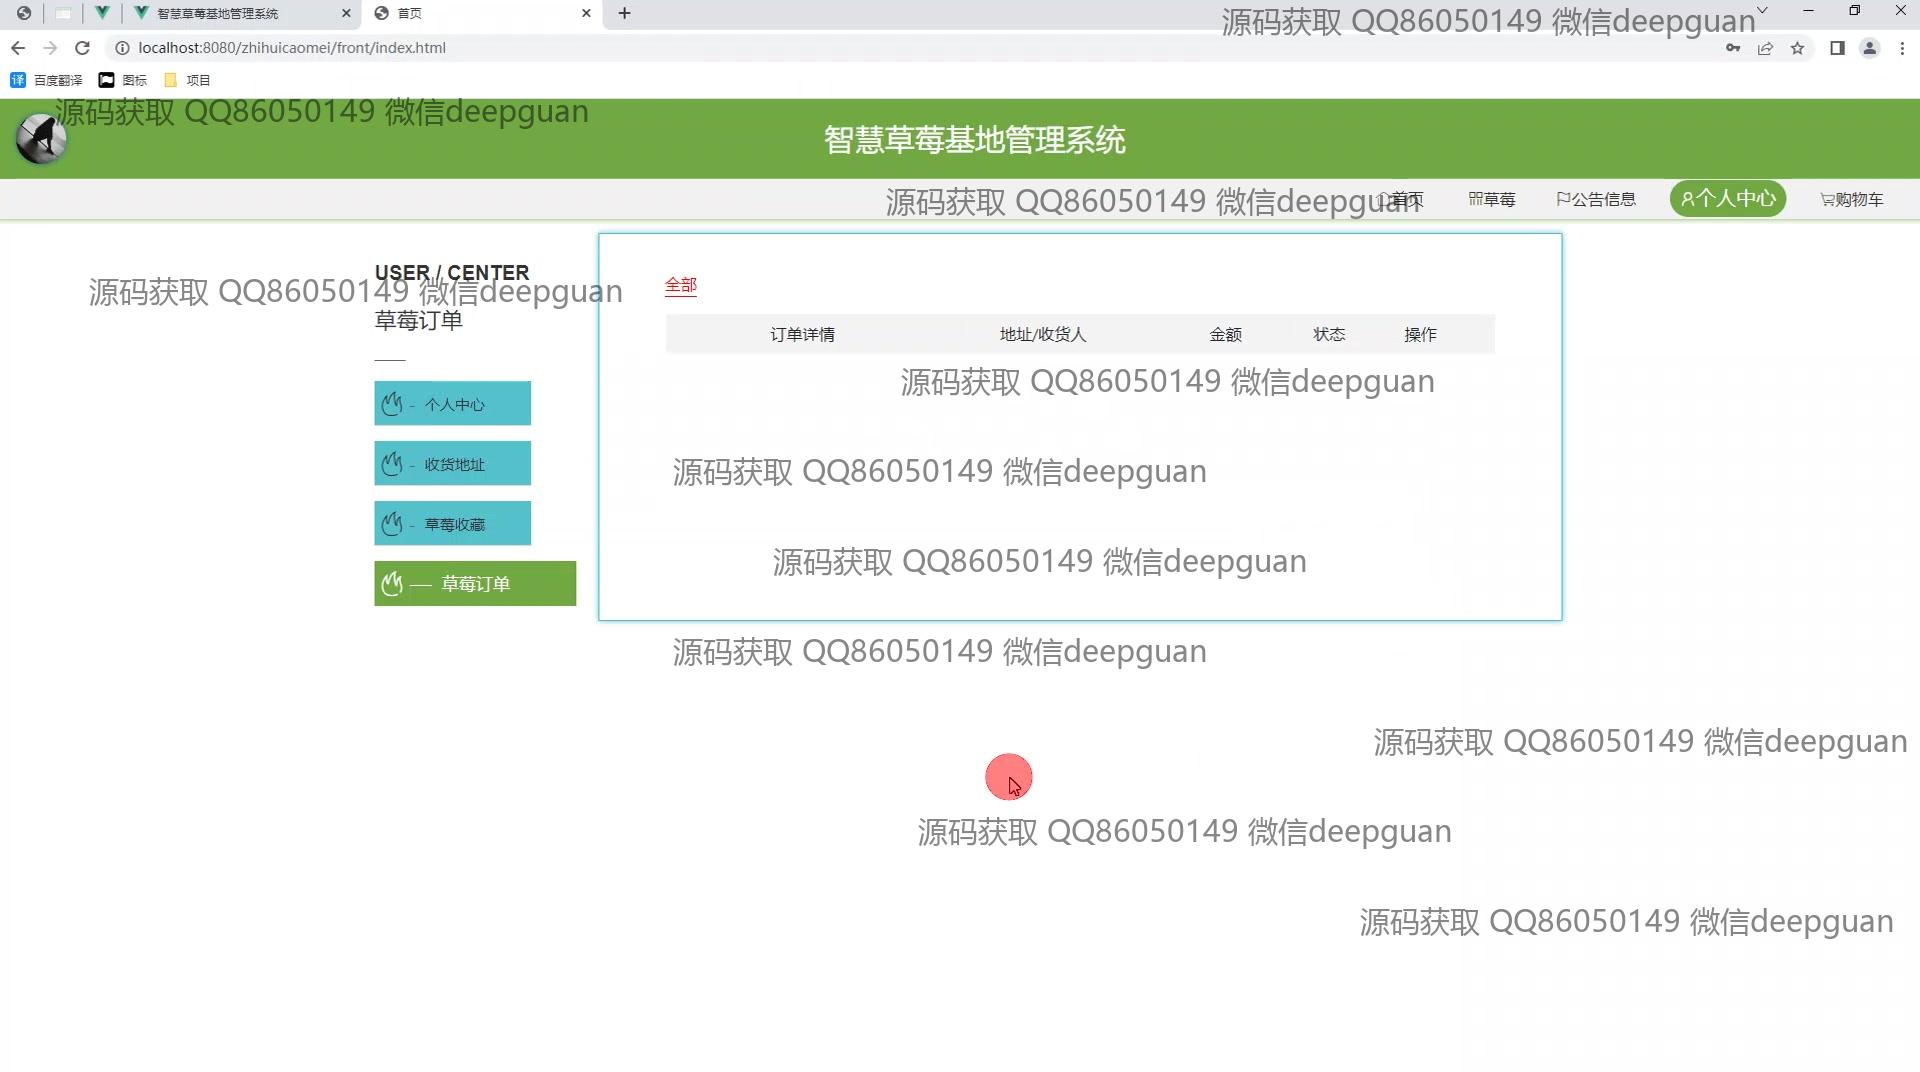 智慧草莓基地管理系统
首页
源码获取 QQ86050149 微信deepguan
localhost:8080/zhihuicaomei/front/index.html
译 百度翻译 图标 项目
源码获取 QQ86050149 微信deepguan
智慧草莓基地管理系统
源码获取 QQ86050149 微信deepguan
首页 草莓 公告信息 个人中心 购物车
USER / CENTER
源码获取 QQ86050149 微信deepguan
草莓订单
全部
订单详情 地址/收货人 金额 状态 操作
源码获取 QQ86050149 微信deepguan
- 个人中心
- 收货地址
源码获取 QQ86050149 微信deepguan
- 草莓收藏
源码获取 QQ86050149 微信deepguan
— 草莓订单
源码获取 QQ86050149 微信deepguan
源码获取 QQ86050149 微信deepguan
源码获取 QQ86050149 微信deepguan
源码获取 QQ86050149 微信deepguan